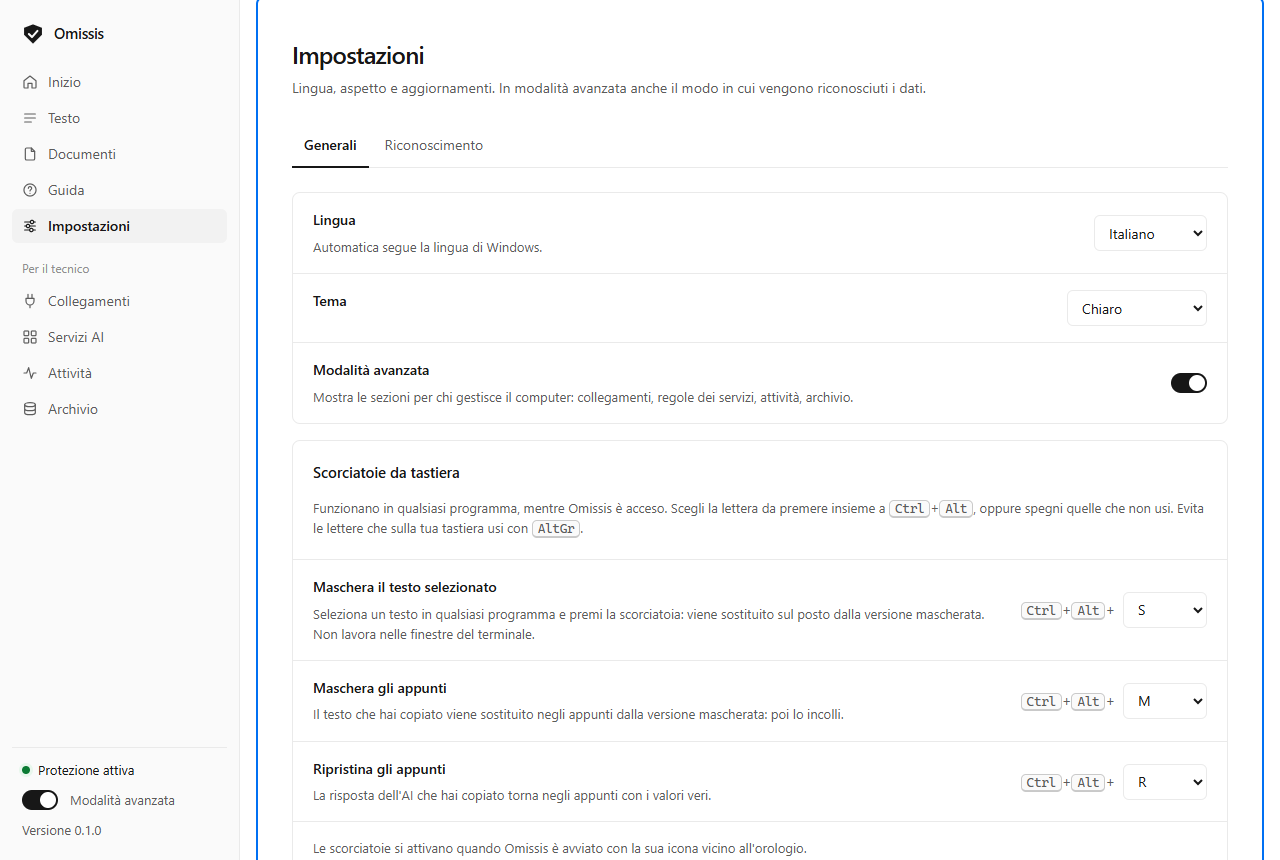 Omissis
Inizio
Testo
Documenti
Guida
Impostazioni
Per il tecnico
Collegamenti
Servizi AI
Attività
Archivio
Protezione attiva
Modalità avanzata
Versione 0.1.0
Impostazioni
Lingua, aspetto e aggiornamenti. In modalità avanzata anche il modo in cui vengono riconosciuti i dati.
Generali Riconoscimento
Lingua
Automatica segue la lingua di Windows.
Italiano
Tema
Chiaro
Modalità avanzata
Mostra le sezioni per chi gestisce il computer: collegamenti, regole dei servizi, attività, archivio.
Scorciatoie da tastiera
Funzionano in qualsiasi programma, mentre Omissis è acceso. Scegli la lettera da premere insieme a Ctrl+Alt, oppure spegni quelle che non usi. Evita
le lettere che sulla tua tastiera usi con AltGr.
Maschera il testo selezionato
Seleziona un testo in qualsiasi programma e premi la scorciatoia: viene sostituito sul posto dalla versione mascherata.
Non lavora nelle finestre del terminale.
Ctrl+Alt+ S
Maschera gli appunti
Il testo che hai copiato viene sostituito negli appunti dalla versione mascherata: poi lo incolli.
Ctrl+Alt+ M
Ripristina gli appunti
La risposta dell'AI che hai copiato torna negli appunti con i valori veri.
Ctrl+Alt+ R
Le scorciatoie si attivano quando Omissis è avviato con la sua icona vicino all'orologio.